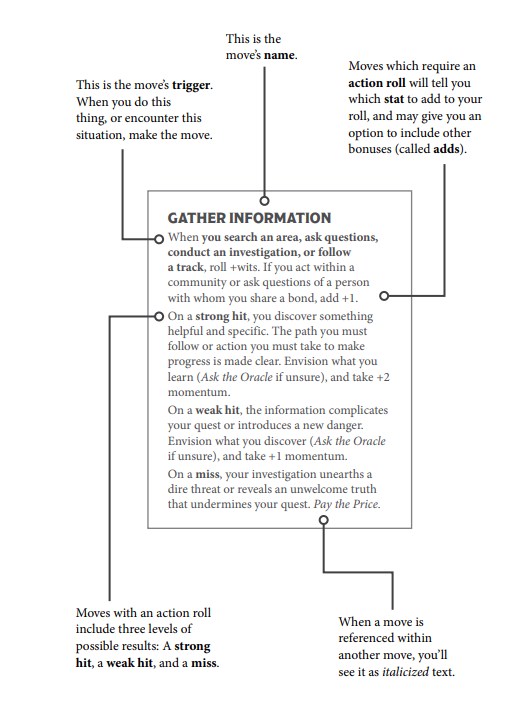 This is the
move's name.
This is the move's trigger.
When you do this
thing, or encounter this
situation, make the move.
Moves which require an
action roll will tell you
which stat to add to your
roll, and may give you an
option to include other
bonuses (called adds).
GATHER INFORMATION
When you search an area, ask questions,
conduct an investigation, or follow
a track, roll +wits. If you act within a
community or ask questions of a person
with whom you share a bond, add +1.
On a strong hit, you discover something
helpful and specific. The path you must
follow or action you must take to make
progress is made clear. Envision what you
learn (Ask the Oracle if unsure), and take +2
momentum.
On a weak hit, the information complicates
your quest or introduces a new danger.
Envision what you discover (Ask the Oracle
if unsure), and take +1 momentum.
On a miss, your investigation unearths a
dire threat or reveals an unwelcome truth
that undermines your quest. Pay the Price.
Moves with an action roll
include three levels of
possible results: A strong
hit, a weak hit, and a miss.
When a move is
referenced within
another move, you'll
see it as italicized text.